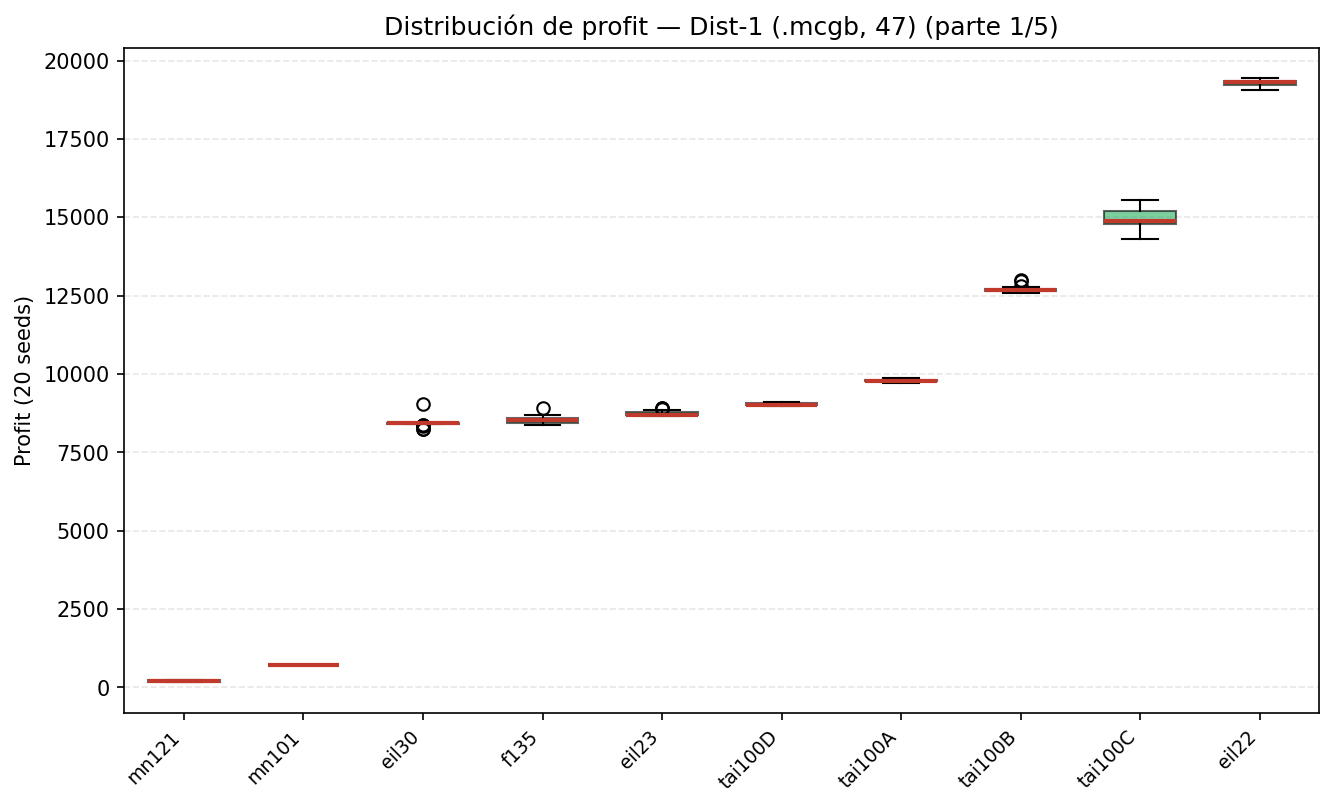 Distribución de profit — Dist-1 (.mcgb, 47) (parte 1/5)
Profit (20 seeds)
20000
17500
15000
12500
10000
7500
5000
2500
0
mn121
mn101
eil30
f135
eil23
tai100D
tai100A
tai100B
tai100C
eil22